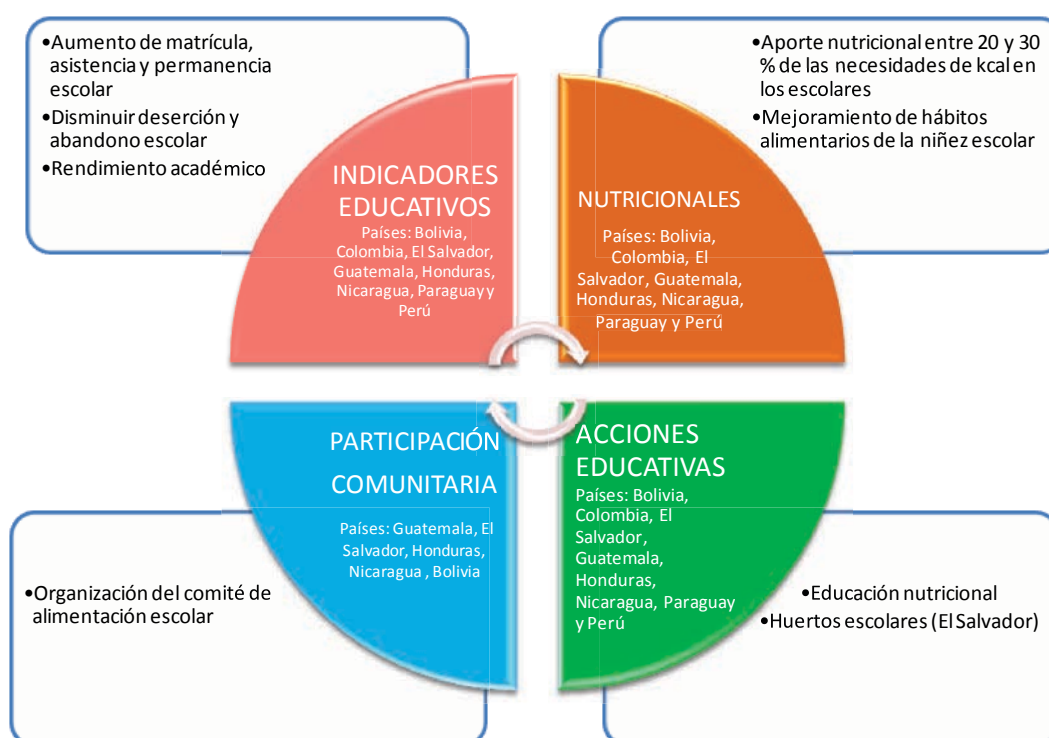 •Aumento de matrícula,
asistencia y permanencia
escolar
•Disminuir deserción y
abandono escolar
•Rendimiento académico
•Aporte nutricional entre 20 y 30
% de las necesidades de kcal en
los escolares
•Mejoramiento de hábitos
alimentarios de la niñez escolar
INDICADORES
EDUCATIVOS
Países: Bolivia,
Colombia, El Salvador,
Guatemala, Honduras,
Nicaragua, Paraguay y
Perú
NUTRICIONALES
Países: Bolivia,
Colombia, El
Salvador, Guatemala,
Honduras, Nicaragua,
Paraguay y Perú
PARTICIPACIÓN
COMUNITARIA
Países: Guatemala, El
Salvador, Honduras,
Nicaragua , Bolivia
ACCIONES
EDUCATIVAS
Países: Bolivia,
Colombia, El
Salvador,
Guatemala,
Honduras,
Nicaragua, Paraguay
y Perú
•Organización del comité de
alimentación escolar
•Educación nutricional
•Huertos escolares (El Salvador)